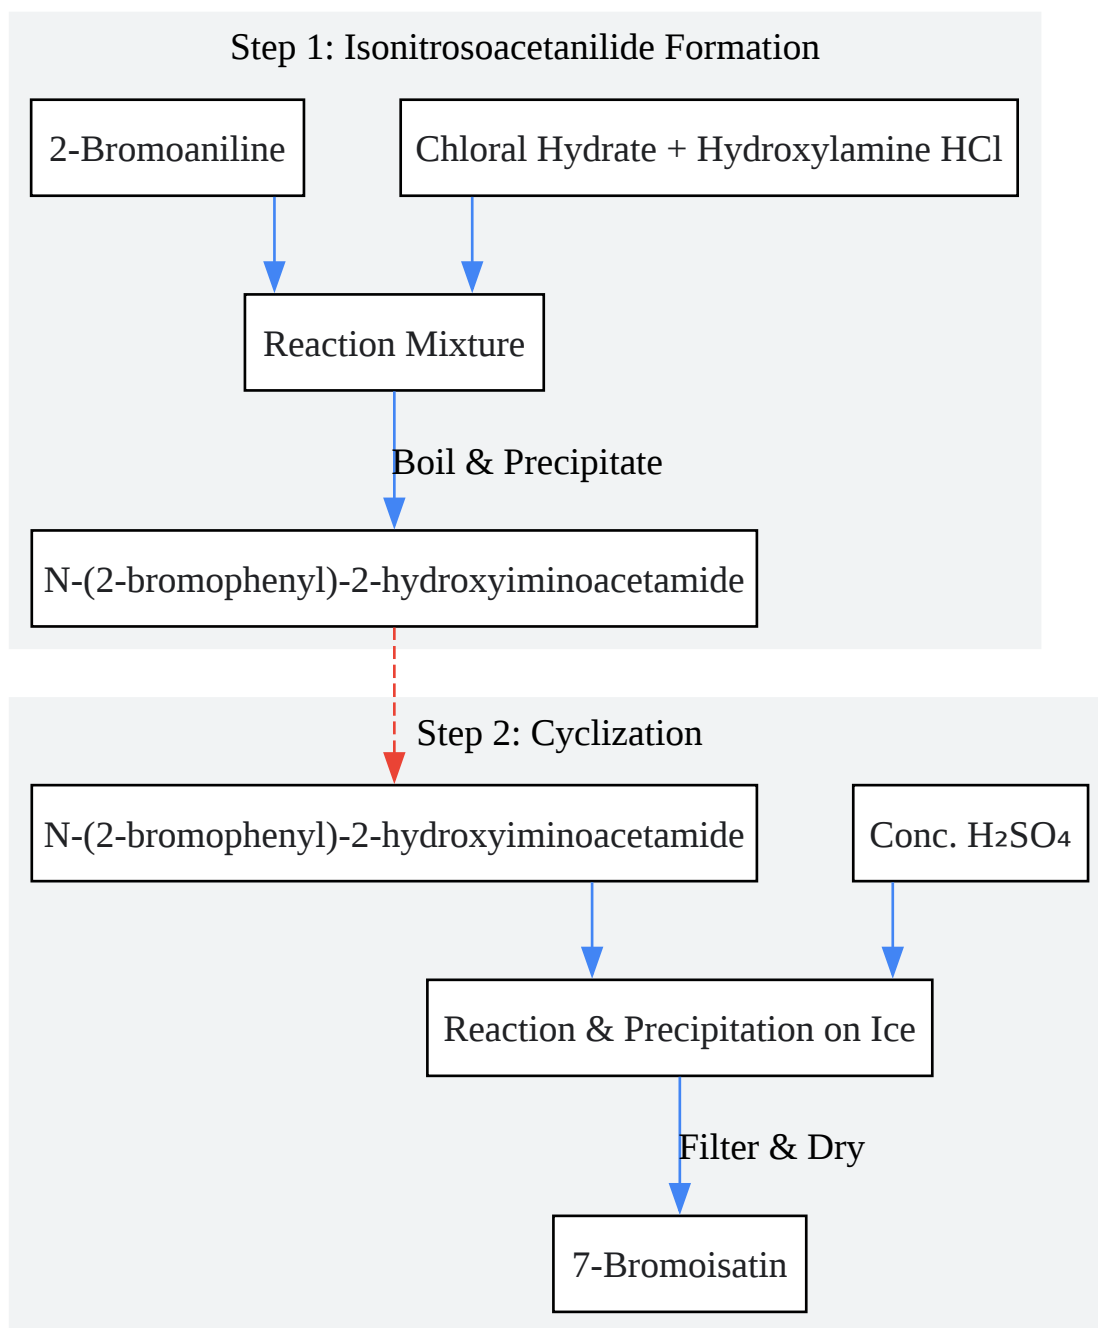 Step 1: Isonitrosoacetanilide Formation
2-Bromoaniline
Chloral Hydrate + Hydroxylamine HCl
Reaction Mixture
Boil & Precipitate
N-(2-bromophenyl)-2-hydroxyiminoacetamide
Step 2: Cyclization
N-(2-bromophenyl)-2-hydroxyiminoacetamide
Conc. H₂SO₄
Reaction & Precipitation on Ice
Filter & Dry
7-Bromoisatin